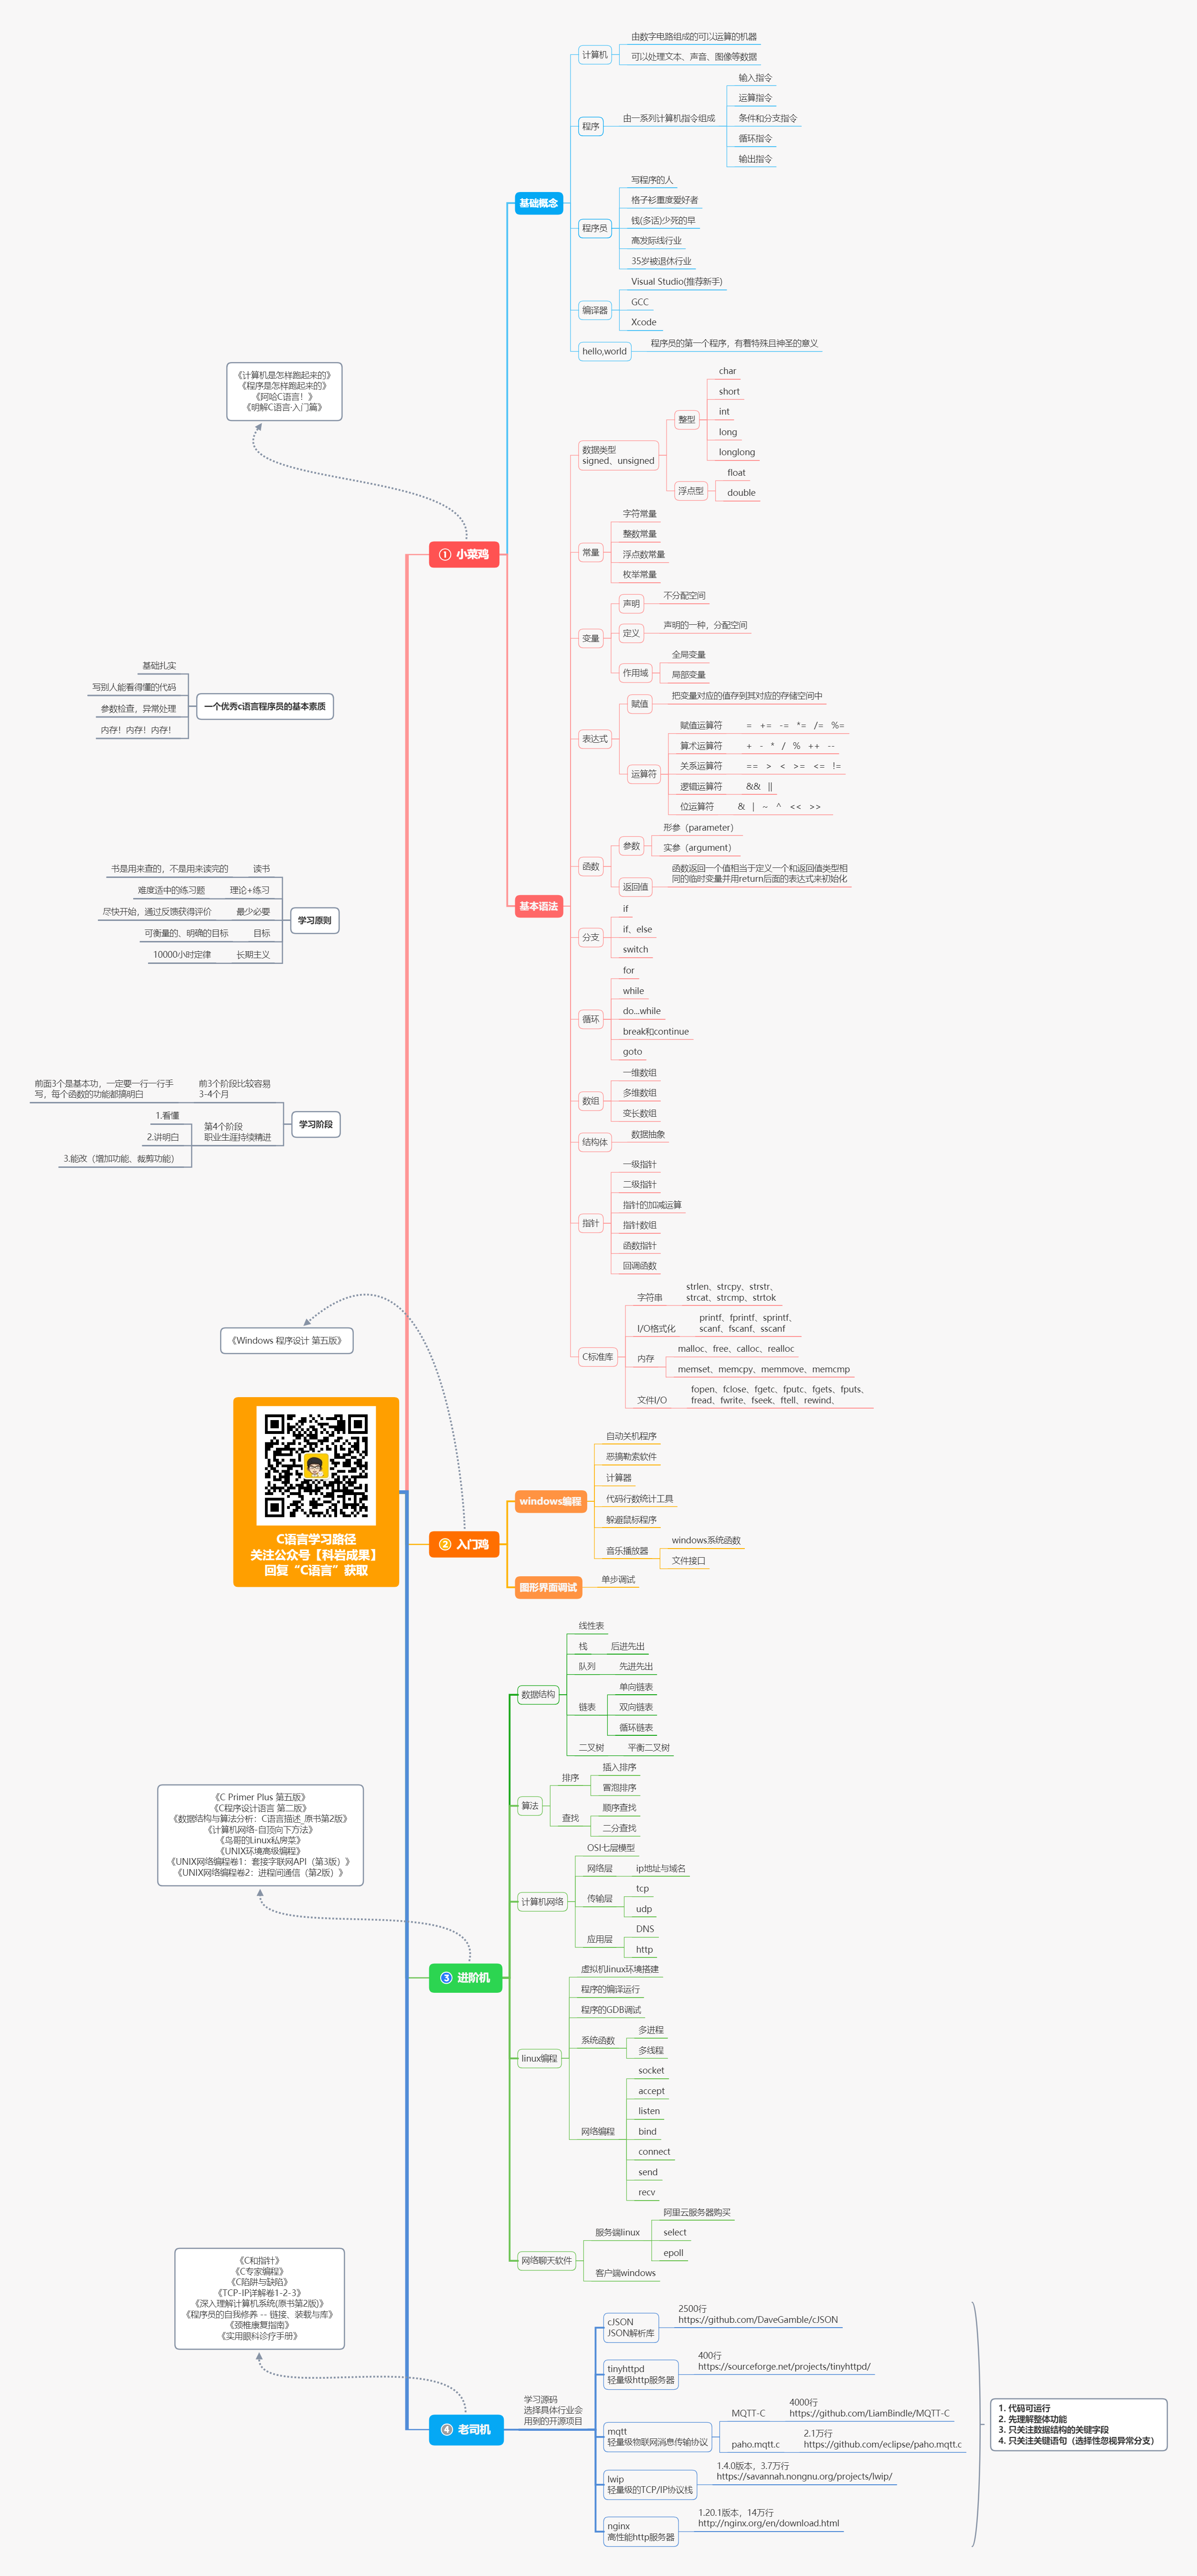 C语言学习路径
关注公众号【科岩成果】
回复“C语言”获取
① 小菜鸡
《计算机是怎样跑起来的》
《程序是怎样跑起来的》
《阿哈C语言！》
《明解C语言·入门篇》
基础概念
计算机
由数字电路组成的可以运算的机器
可以处理文本、声音、图像等数据
程序
由一系列计算机指令组成
输入指令
运算指令
条件和分支指令
循环指令
输出指令
程序员
写程序的人
格子衫重度爱好者
钱(多话)少死的早
高发际线行业
35岁被退休行业
编译器
Visual Studio(推荐新手)
GCC
Xcode
hello,world
程序员的第一个程序，有着特殊且神圣的意义
基本语法
数据类型
signed、unsigned
整型
char
short
int
long
longlong
浮点型
float
double
常量
字符常量
整数常量
浮点数常量
枚举常量
变量
声明
不分配空间
定义
声明的一种，分配空间
作用域
全局变量
局部变量
表达式
赋值
把变量对应的值存到其对应的存储空间中
运算符
赋值运算符 = += -= *= /= %=
算术运算符 + - * / % ++ --
关系运算符 == > < >= <= !=
逻辑运算符 && ||
位运算符 & | ~ ^ << >>
函数
参数
形参（parameter）
实参（argument）
返回值
函数返回一个值相当于定义一个和返回值类型相
同的临时变量并用return后面的表达式来初始化
分支
if
if、else
switch
循环
for
while
do...while
break和continue
goto
数组
一维数组
多维数组
变长数组
结构体
数据抽象
指针
一级指针
二级指针
指针的加减运算
指针数组
函数指针
回调函数
C标准库
字符串
strlen、strcpy、strstr、
strcat、strcmp、strtok
I/O格式化
printf、fprintf、sprintf、
scanf、fscanf、sscanf
内存
malloc、free、calloc、realloc
memset、memcpy、memmove、memcmp
文件I/O
fopen、fclose、fgetc、fputc、fgets、fputs、
fread、fwrite、fseek、ftell、rewind、
一个优秀c语言程序员的基本素质
基础扎实
写别人能看得懂的代码
参数检查，异常处理
内存！内存！内存！
学习原则
读书
书是用来查的，不是用来读完的
理论+练习
难度适中的练习题
最少必要
尽快开始，通过反馈获得评价
目标
可衡量的、明确的目标
长期主义
10000小时定律
学习阶段
前3个阶段比较容易
3-4个月
前面3个是基本功，一定要一行一行手
写，每个函数的功能都搞明白
第4个阶段
职业生涯持续精进
1.看懂
2.讲明白
3.能改（增加功能、裁剪功能）
② 入门鸡
《Windows 程序设计 第五版》
windows编程
自动关机程序
恶搞勒索软件
计算器
代码行数统计工具
躲避鼠标程序
音乐播放器
windows系统函数
文件接口
图形界面调试
单步调试
③ 进阶机
《C Primer Plus 第五版》
《C程序设计语言 第二版》
《数据结构与算法分析：C语言描述_原书第2版》
《计算机网络-自顶向下方法》
《鸟哥的Linux私房菜》
《UNIX环境高级编程》
《UNIX网络编程卷1：套接字联网API（第3版）》
《UNIX网络编程卷2：进程间通信（第2版）》
数据结构
线性表
栈
后进先出
队列
先进先出
链表
单向链表
双向链表
循环链表
二叉树
平衡二叉树
算法
排序
插入排序
冒泡排序
查找
顺序查找
二分查找
计算机网络
OSI七层模型
网络层
ip地址与域名
传输层
tcp
udp
应用层
DNS
http
linux编程
虚拟机linux环境搭建
程序的编译运行
程序的GDB调试
系统函数
多进程
多线程
网络编程
socket
accept
listen
bind
connect
send
recv
网络聊天软件
服务端linux
阿里云服务器购买
select
epoll
客户端windows
④ 老司机
《C和指针》
《C专家编程》
《C陷阱与缺陷》
《TCP-IP详解卷1-2-3》
《深入理解计算机系统(原书第2版)》
《程序员的自我修养 -- 链接、装载与库》
《颈椎康复指南》
《实用眼科诊疗手册》
学习源码
选择具体行业会
用到的开源项目
cJSON
JSON解析库
2500行
https://github.com/DaveGamble/cJSON
tinyhttpd
轻量级http服务器
400行
https://sourceforge.net/projects/tinyhttpd/
mqtt
轻量级物联网消息传输协议
MQTT-C
4000行
https://github.com/LiamBindle/MQTT-C
paho.mqtt.c
2.1万行
https://github.com/eclipse/paho.mqtt.c
lwip
轻量级的TCP/IP协议栈
1.4.0版本，3.7万行
https://savannah.nongnu.org/projects/lwip/
nginx
高性能http服务器
1.20.1版本，14万行
http://nginx.org/en/download.html
1. 代码可运行
2. 先理解整体功能
3. 只关注数据结构的关键字段
4. 只关注关键语句（选择性忽视异常分支）